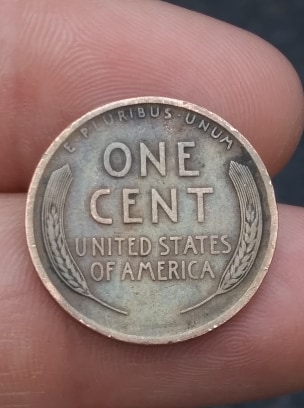 E·PLURIBUS·UNUM
ONE
CENT
UNITED STATES
OF AMERICA